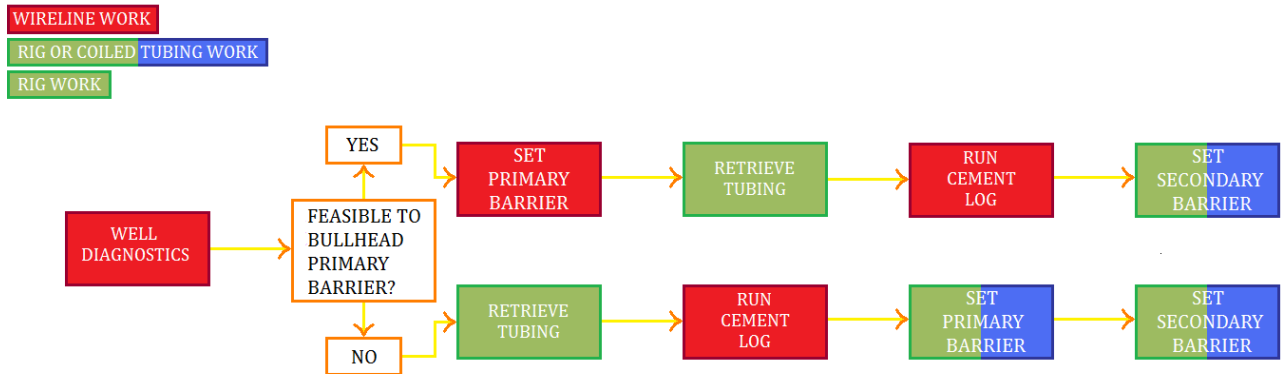 WIRELINE WORK
RIG OR COILED TUBING WORK
RIG WORK
WELL
DIAGNOSTICS
FEASIBLE TO
BULLHEAD
PRIMARY
BARRIER?
YES
SET
PRIMARY
BARRIER
RETRIEVE
TUBING
RUN
CEMENT
LOG
SET
SECONDARY
BARRIER
NO
RETRIEVE
TUBING
RUN
CEMENT
LOG
SET
PRIMARY
BARRIER
SET
SECONDARY
BARRIER